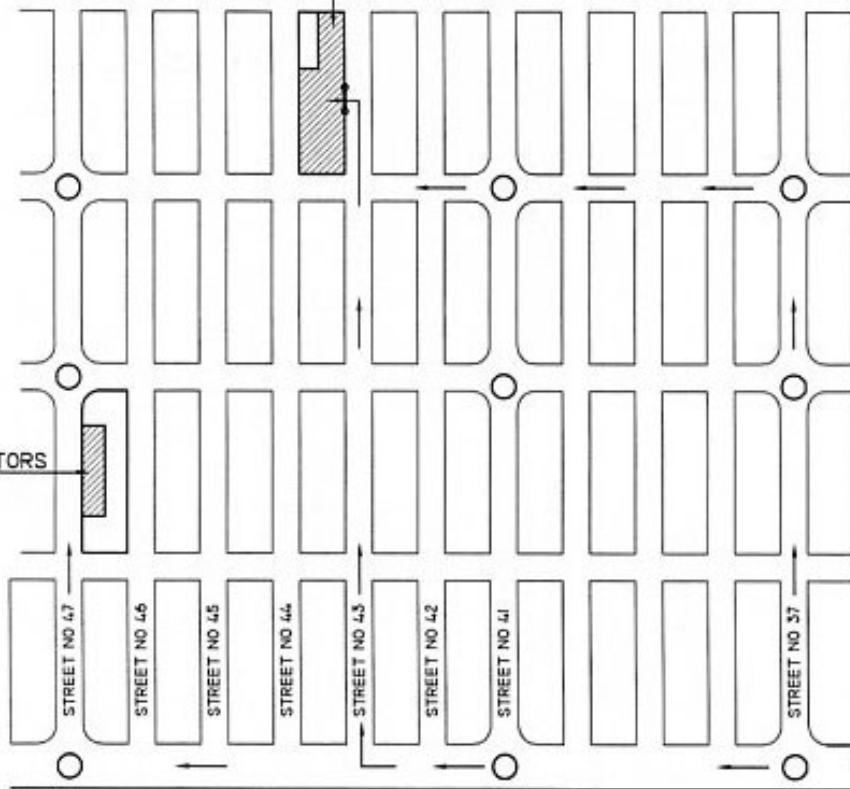 TORS
STREET NO 47
STREET NO 46
STREET NO 45
STREET NO 44
STREET NO 43
STREET NO 42
STREET NO 41
STREET NO 37